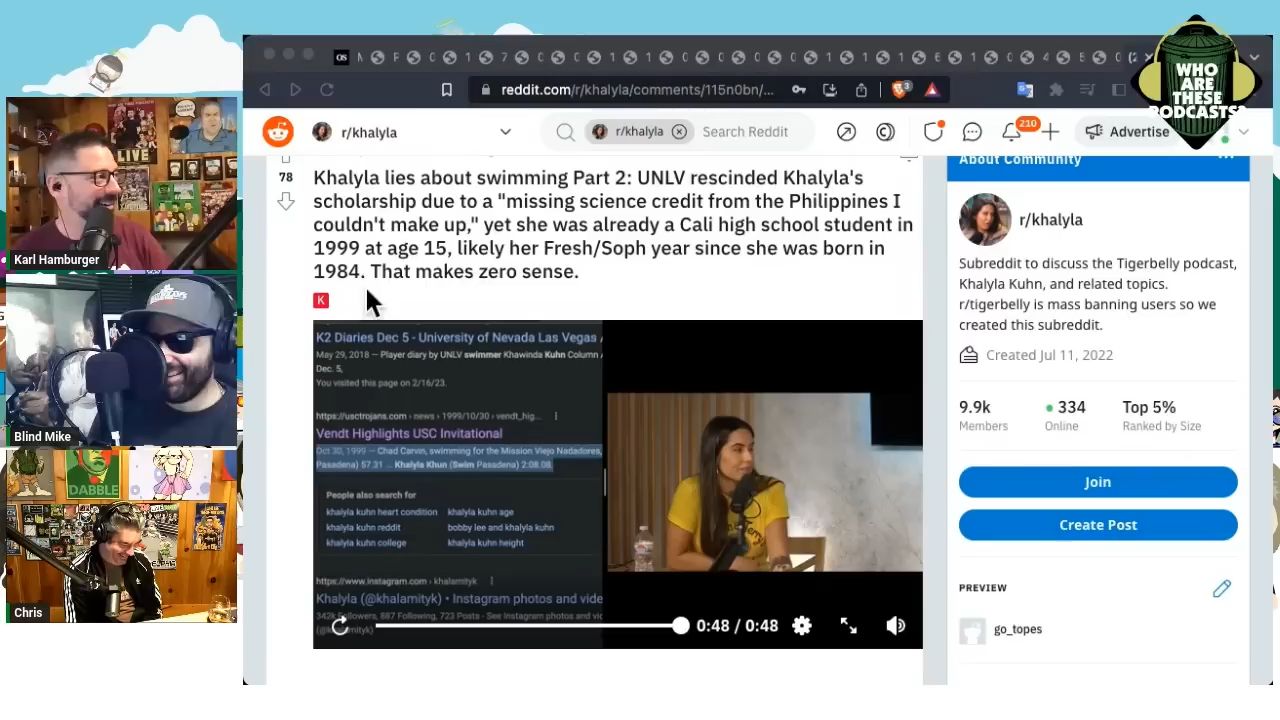 reddit.com/r/khalyla/comments/115n0bn/...
3
WHO
ARE
THESE
PODCASTS?
r/khalyla
r/khalyla
Search Reddit
210
Advertise
LIVE
Karl Hamburger
Blind Mike
DABBLE
Chris
78
Khalyla lies about swimming Part 2: UNLV rescinded Khalyla's
scholarship due to a "missing science credit from the Philippines I
couldn't make up," yet she was already a Cali high school student in
1999 at age 15, likely her Fresh/Soph year since she was born in
1984. That makes zero sense.
K
K2 Diaries Dec 5 - University of Nevada Las Vegas
May 29, 2018 — Player diary by UNLV swimmer Khawinda Kuhn Column
Dec. 5,
You visited this page on 2/16/23.
https://usctrojans.com › news › 1999/10/30 › vendt_hig...
Vendt Highlights USC Invitational
Oct 30, 1999 — Chad Carvin, swimming for the Mission Viejo Nadadores,
Pasadena) 57.31 ... Khalyla Khun (Swim Pasadena) 2:08.08.
People also search for
khalyla kuhn heart condition
khalyla kuhn age
khalyla kuhn reddit
bobby lee and khalyla kuhn
khalyla kuhn college
khalyla kuhn height
https://www.instagram.com › khalamityk
Khalyla (@khalamityk) • Instagram photos and vide
342k Followers, 887 Following, 723 Posts - See Instagram photos and vid
(@khalamityk)
0:48 / 0:48
About Community
r/khalyla
Subreddit to discuss the Tigerbelly podcast,
Khalyla Kuhn, and related topics.
r/tigerbelly is mass banning users so we
created this subreddit.
Created Jul 11, 2022
9.9k
334
Top 5%
Members
Online
Ranked by Size
Join
Create Post
PREVIEW
go_topes